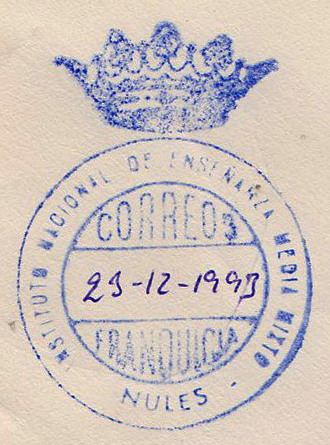 INSTITUTO NACIONAL DE ENSEÑANZA MEDIA MIXTO
CORREOS
23-12-1993
FRANQUICIA
NULES.